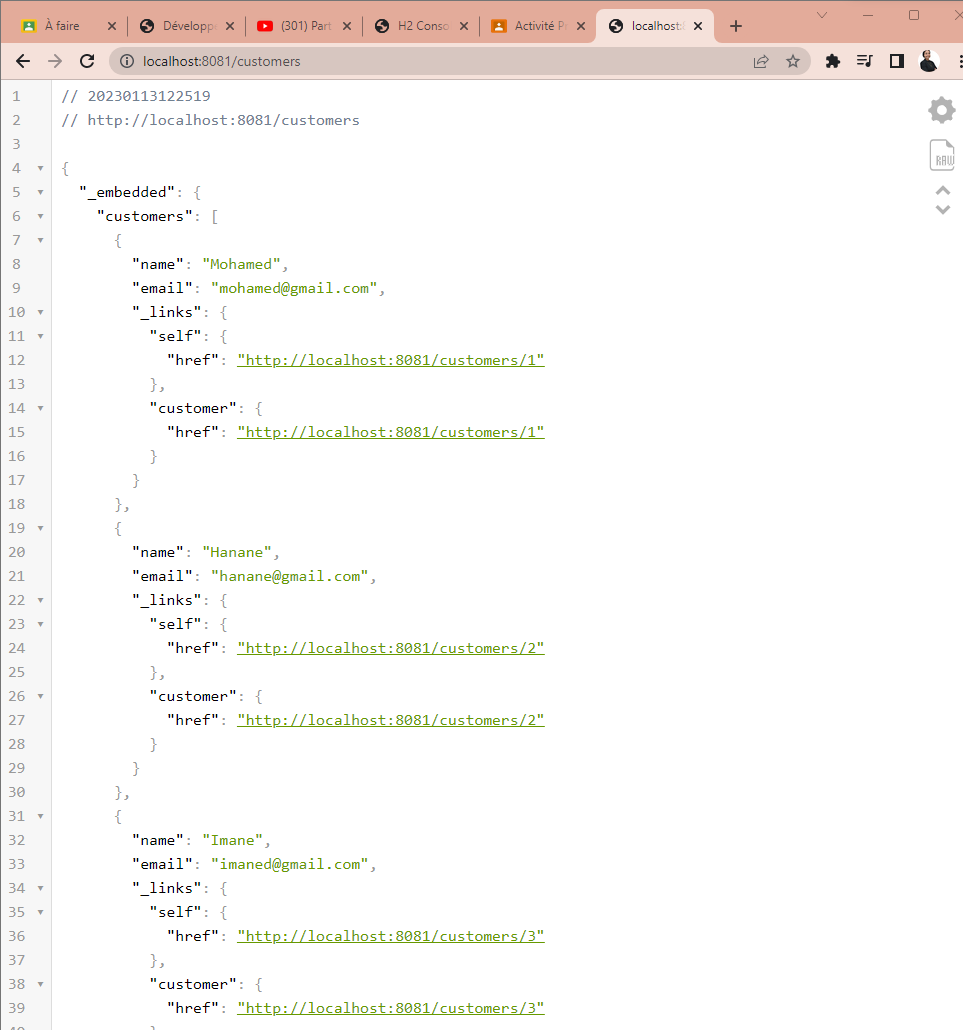 À faire
Développe
(301) Part
H2 Conso
Activité P
localhost:
localhost:8081/customers
1 // 20230113122519
2 // http://localhost:8081/customers
3
4 {
5 "_embedded": {
6 "customers": [
7 {
8 "name": "Mohamed",
9 "email": "mohamed@gmail.com",
10 "_links": {
11 "self": {
12 "href": "http://localhost:8081/customers/1"
13 },
14 "customer": {
15 "href": "http://localhost:8081/customers/1"
16 }
17 }
18 },
19 {
20 "name": "Hanane",
21 "email": "hanane@gmail.com",
22 "_links": {
23 "self": {
24 "href": "http://localhost:8081/customers/2"
25 },
26 "customer": {
27 "href": "http://localhost:8081/customers/2"
28 }
29 }
30 },
31 {
32 "name": "Imane",
33 "email": "imaned@gmail.com",
34 "_links": {
35 "self": {
36 "href": "http://localhost:8081/customers/3"
37 },
38 "customer": {
39 "href": "http://localhost:8081/customers/3"
RAW